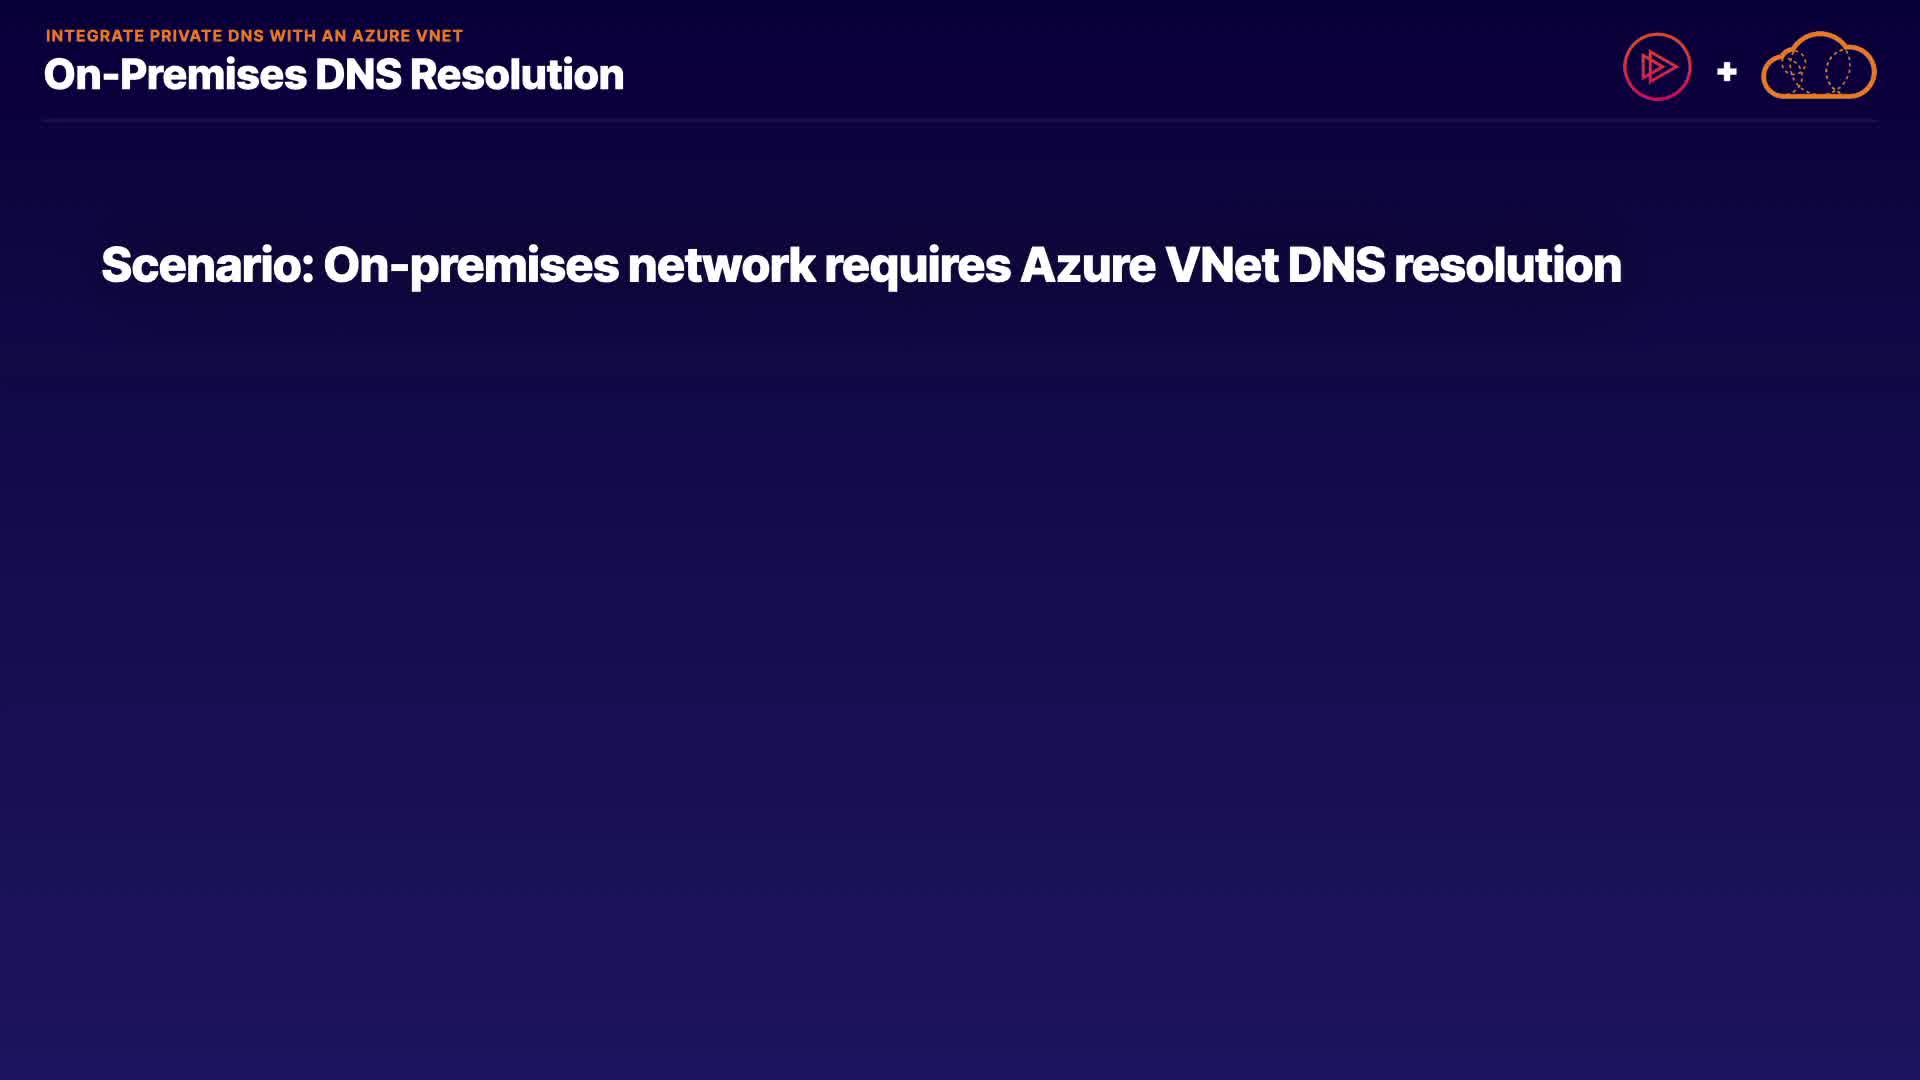 INTEGRATE PRIVATE DNS WITH AN AZURE VNET
On-Premises DNS Resolution
Scenario: On-premises network requires Azure VNet DNS resolution